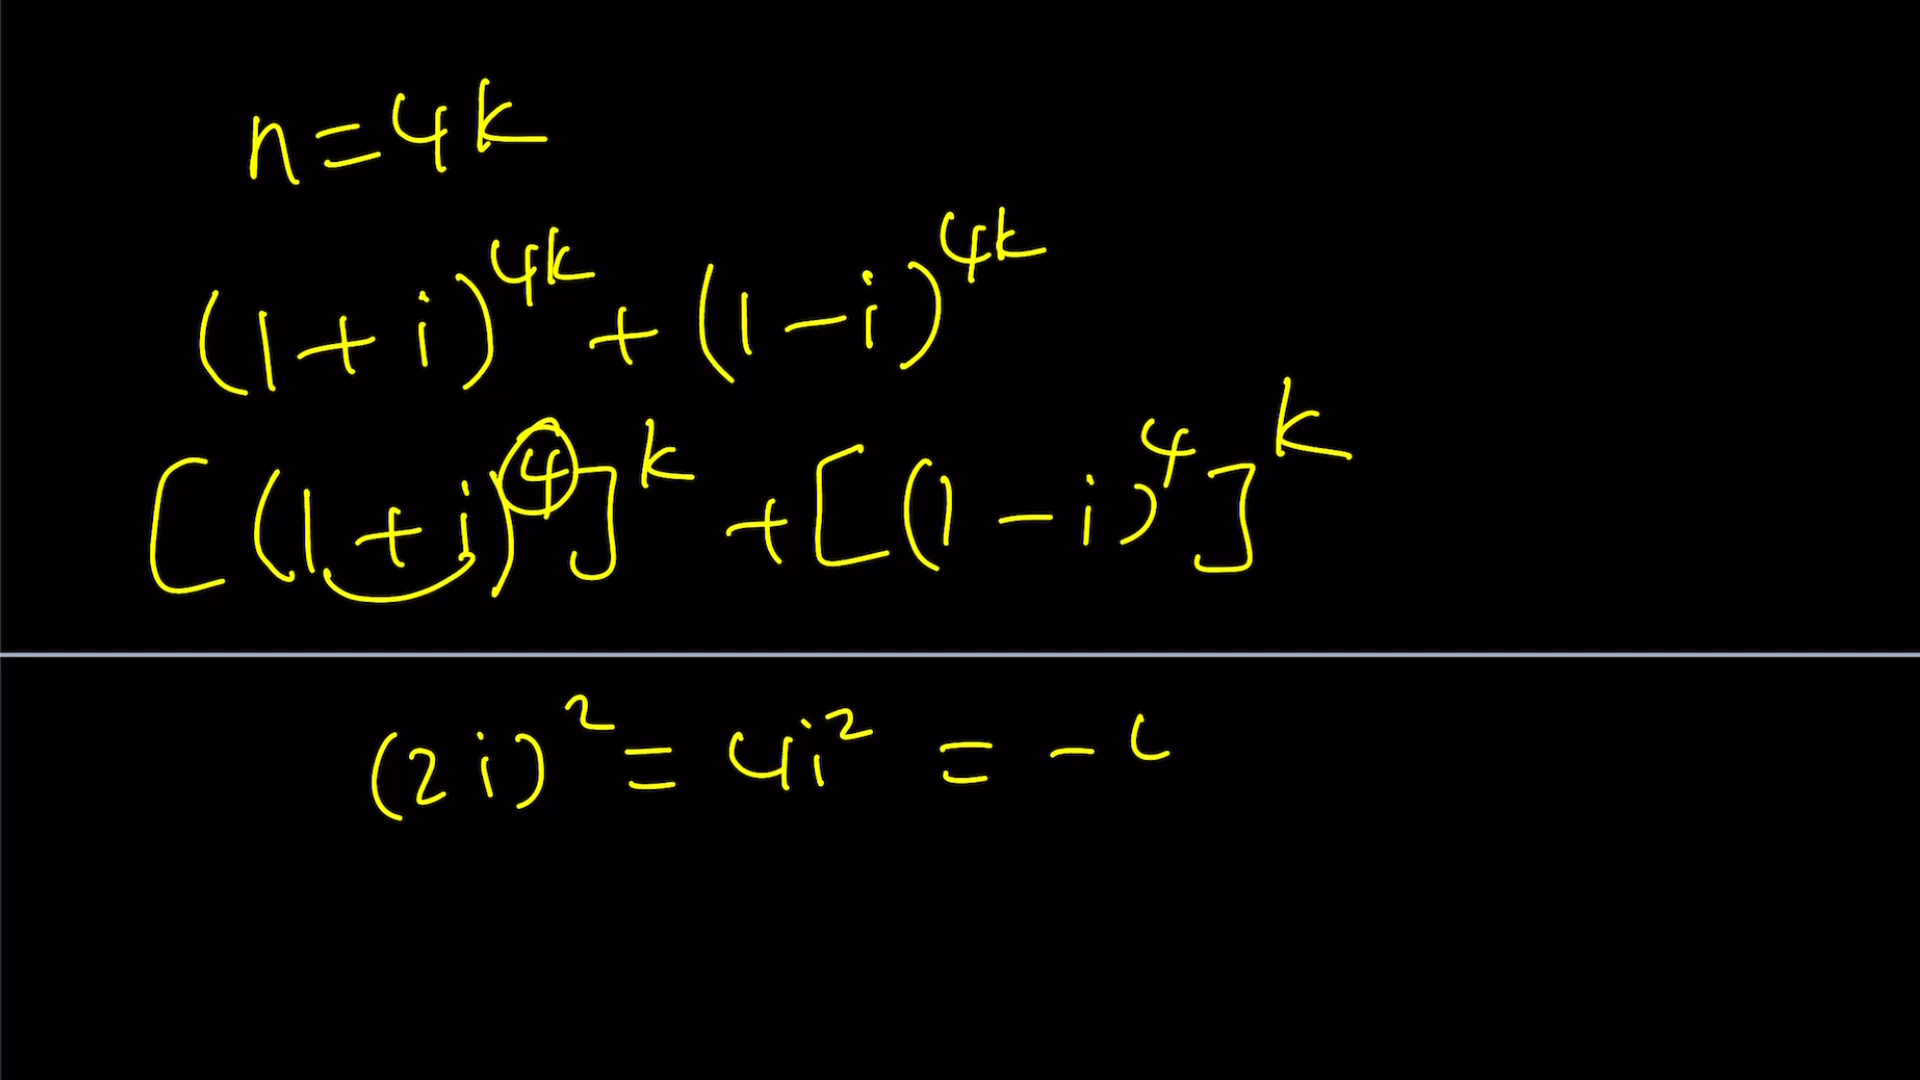 n=4k
(1+i)^4k + (1-i)^4k
[(1+i)^4]^k + [(1-i)^4]^k
(2i)^2 = 4i^2 = -